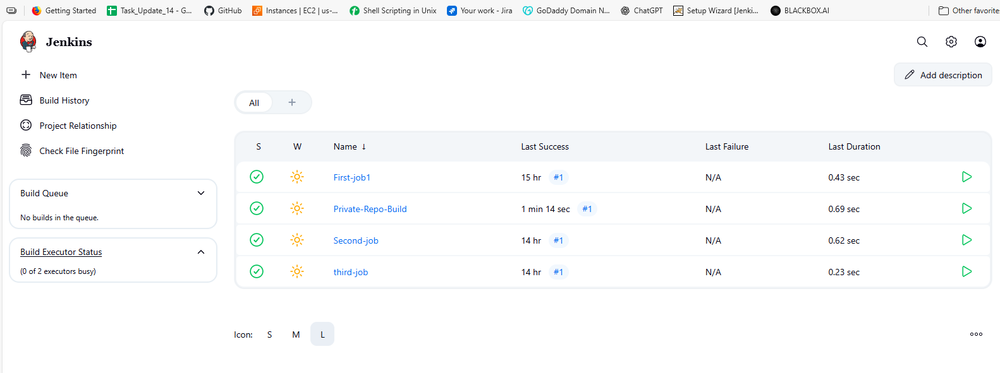 Getting Started Task_Update_14 - G... GitHub Instances | EC2 | us-... Shell Scripting in Unix Your work - Jira GoDaddy Domain N... ChatGPT Setup Wizard [Jenki... BLACKBOX.AI Other favorite
Jenkins
New Item
Add description
Build History
All +
Project Relationship
Check File Fingerprint
S W Name ↓ Last Success Last Failure Last Duration
First-job1 15 hr #1 N/A 0.43 sec
Private-Repo-Build 1 min 14 sec #1 N/A 0.69 sec
Second-job 14 hr #1 N/A 0.62 sec
third-job 14 hr #1 N/A 0.23 sec
Build Queue
No builds in the queue.
Build Executor Status
(0 of 2 executors busy)
Icon: S M L